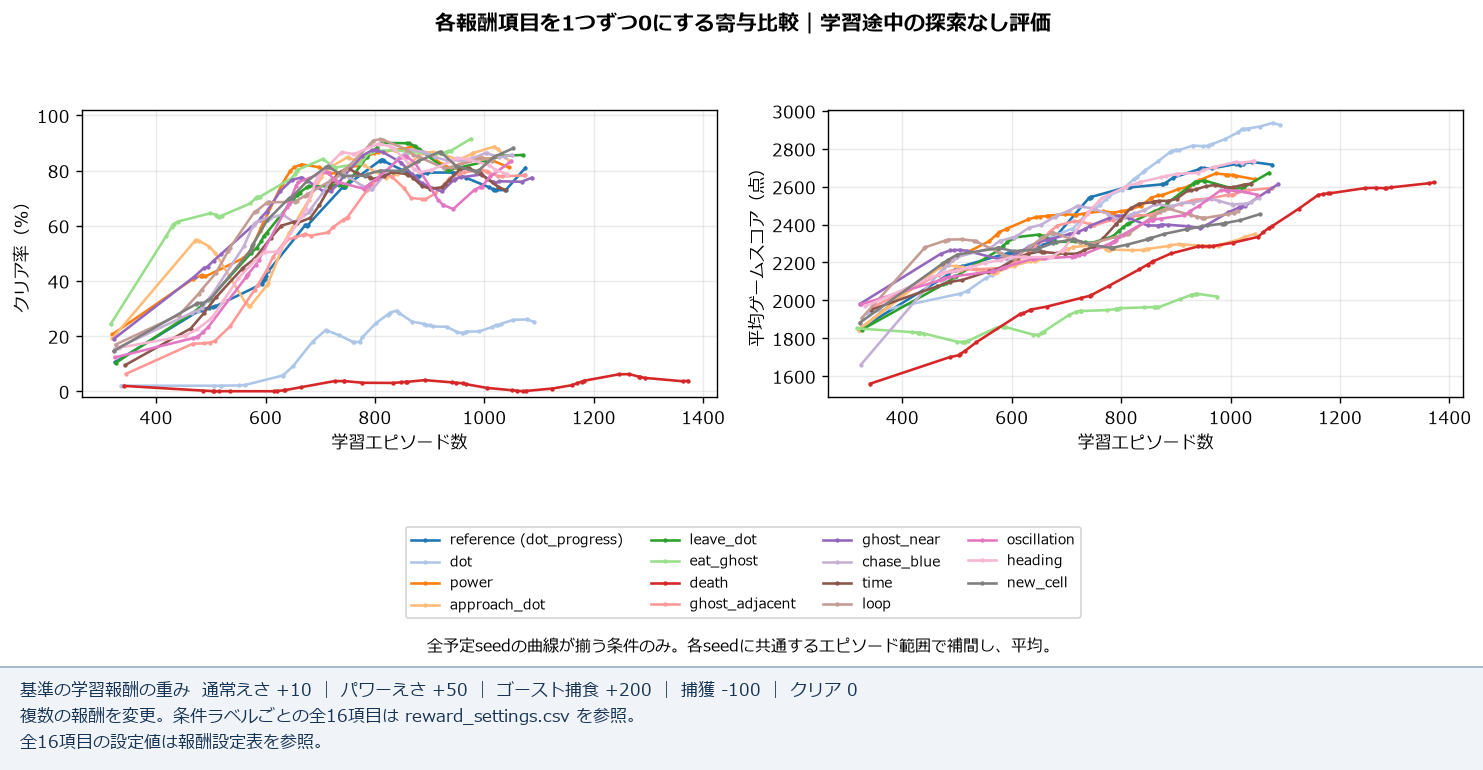 各報酬項目を1つずつ0にする寄与比較｜学習途中の探索なし評価
クリア率（%）
100
80
60
40
20
0
400 600 800 1000 1200 1400
学習エピソード数
平均ゲームスコア（点）
3000
2800
2600
2400
2200
2000
1800
1600
400 600 800 1000 1200 1400
学習エピソード数
reference (dot_progress)
dot
power
approach_dot
leave_dot
eat_ghost
death
ghost_adjacent
ghost_near
chase_blue
time
loop
oscillation
heading
new_cell
全予定seedの曲線が揃う条件のみ。各seedに共通するエピソード範囲で補間し、平均。
基準の学習報酬の重み 通常えさ +10 ｜ パワーえさ +50 ｜ ゴースト捕食 +200 ｜ 捕獲 -100 ｜ クリア 0
複数の報酬を変更。条件ラベルごとの全16項目は reward_settings.csv を参照。
全16項目の設定値は報酬設定表を参照。